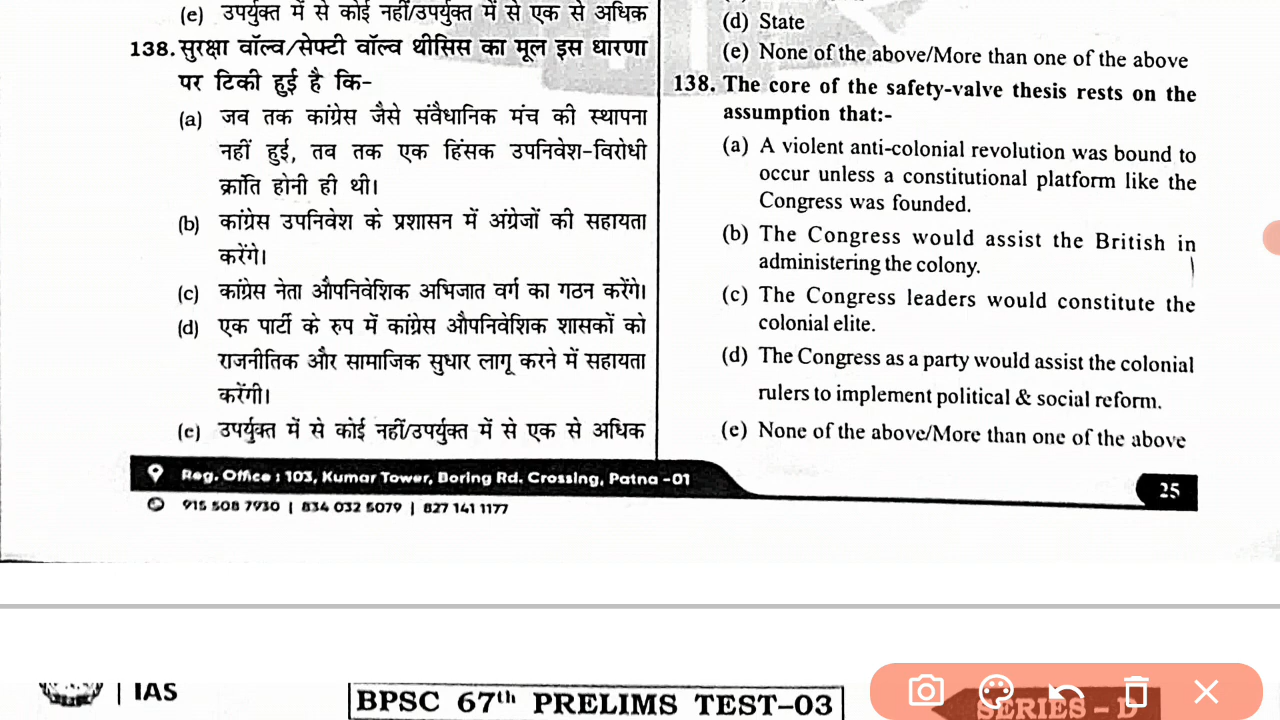 (e) उपर्युक्त में से कोई नहीं/उपर्युक्त में से एक से अधिक
138. सुरक्षा वॉल्व/सेफ्टी वॉल्व थीसिस का मूल इस धारणा
पर टिकी हुई है कि-
(a) जब तक कांग्रेस जैसे संवैधानिक मंच की स्थापना
नहीं हुई, तब तक एक हिंसक उपनिवेश-विरोधी
क्रांति होनी ही थी।
(b) कांग्रेस उपनिवेश के प्रशासन में अंग्रेजों की सहायता
करेंगे।
(c) कांग्रेस नेता औपनिवेशिक अभिजात वर्ग का गठन करेंगे।
(d) एक पार्टी के रुप में कांग्रेस औपनिवेशिक शासकों को
राजनीतिक और सामाजिक सुधार लागू करने में सहायता
करेंगी।
(e) उपर्युक्त में से कोई नहीं/उपर्युक्त में से एक से अधिक
(d) State
(e) None of the above/More than one of the above
138. The core of the safety-valve thesis rests on the
assumption that:-
(a) A violent anti-colonial revolution was bound to
occur unless a constitutional platform like the
Congress was founded.
(b) The Congress would assist the British in
administering the colony.
(c) The Congress leaders would constitute the
colonial elite.
(d) The Congress as a party would assist the colonial
rulers to implement political & social reform.
(e) None of the above/More than one of the above
Reg. Office : 103, Kumar Tower, Boring Rd. Crossing, Patna -01
915 508 7930 | 834 032 5079 | 827 141 1177
25
| IAS
BPSC 67th PRELIMS TEST-03
SERIES - D